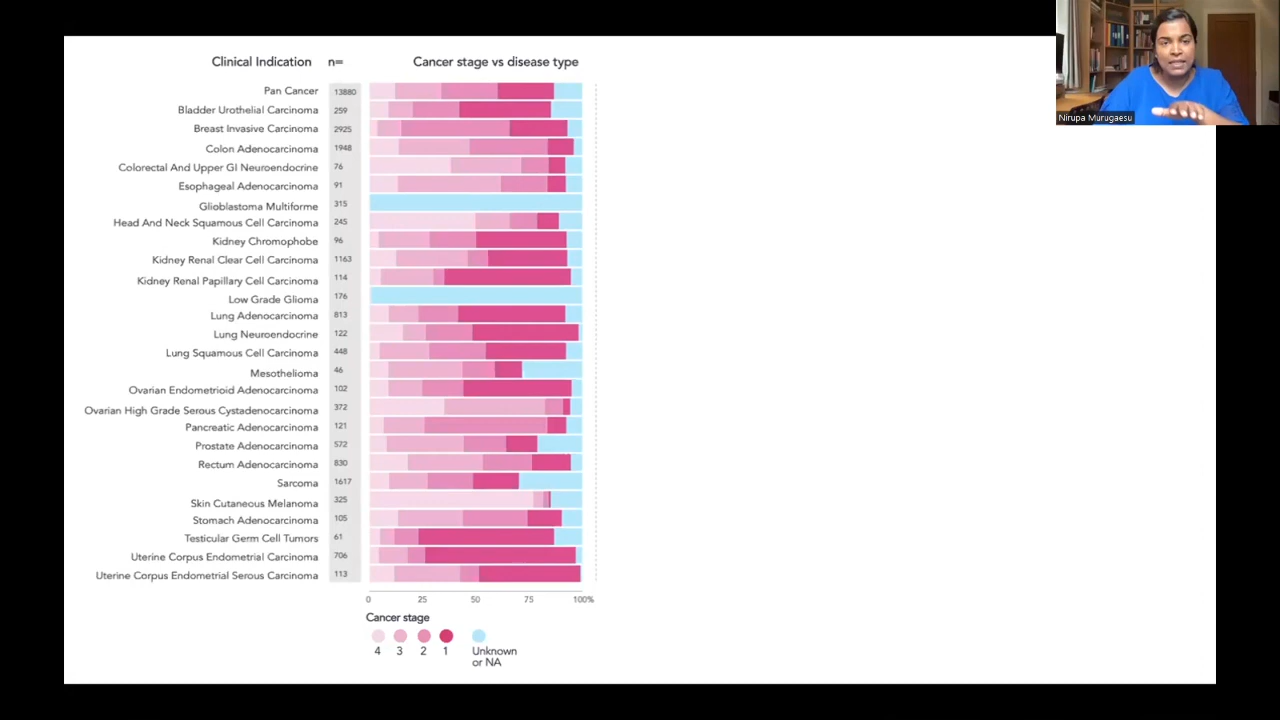 Clinical Indication n= Cancer stage vs disease type
Nirupa Murugaesu
Pan Cancer 13880
Bladder Urothelial Carcinoma 259
Breast Invasive Carcinoma 2925
Colon Adenocarcinoma 1948
Colorectal And Upper GI Neuroendocrine 76
Esophageal Adenocarcinoma 91
Glioblastoma Multiforme 315
Head And Neck Squamous Cell Carcinoma 245
Kidney Chromophobe 96
Kidney Renal Clear Cell Carcinoma 1163
Kidney Renal Papillary Cell Carcinoma 114
Low Grade Glioma 176
Lung Adenocarcinoma 813
Lung Neuroendocrine 122
Lung Squamous Cell Carcinoma 448
Mesothelioma 46
Ovarian Endometrioid Adenocarcinoma 102
Ovarian High Grade Serous Cystadenocarcinoma 372
Pancreatic Adenocarcinoma 121
Prostate Adenocarcinoma 572
Rectum Adenocarcinoma 830
Sarcoma 1617
Skin Cutaneous Melanoma 325
Stomach Adenocarcinoma 105
Testicular Germ Cell Tumors 61
Uterine Corpus Endometrial Carcinoma 706
Uterine Corpus Endometrial Serous Carcinoma 113
0 25 50 75 100%
Cancer stage
4 3 2 1 Unknown
or NA